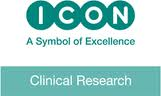 ICON
A Symbol of Excellence
Clinical Research